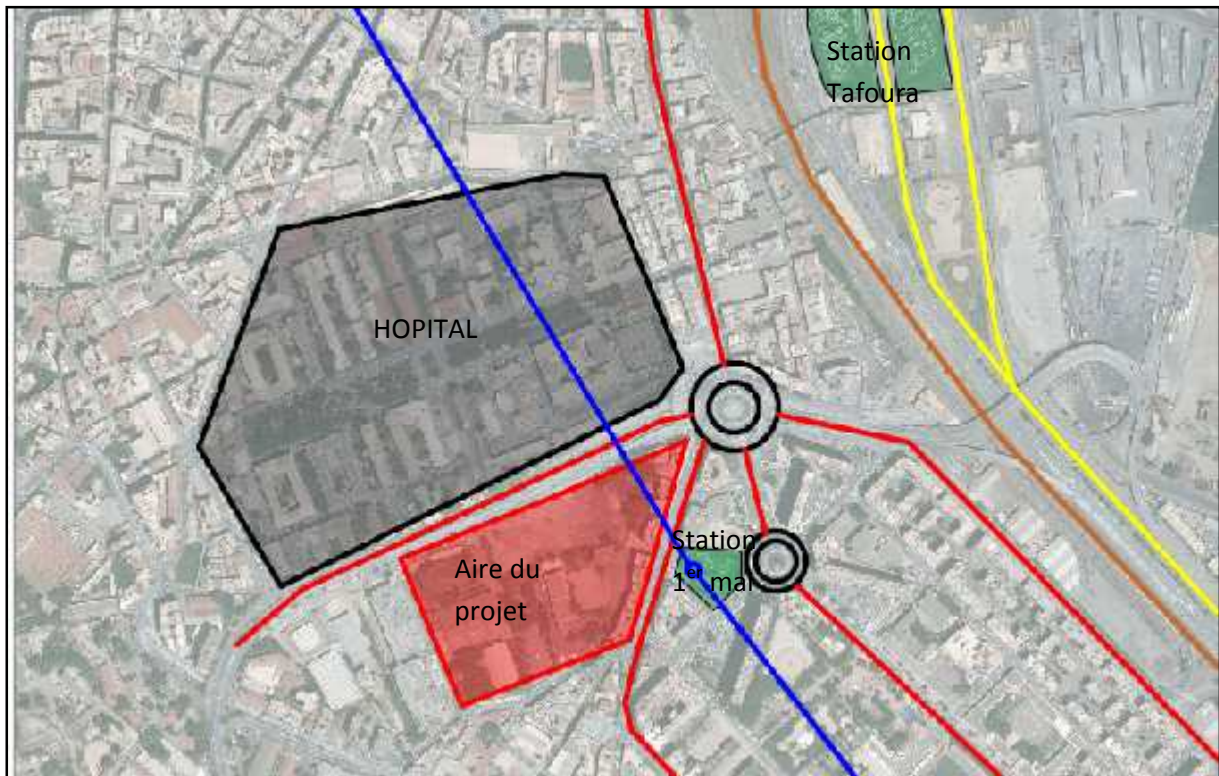 Station
Tafoura
HOPITAL
Station
1er mai
Aire du
projet